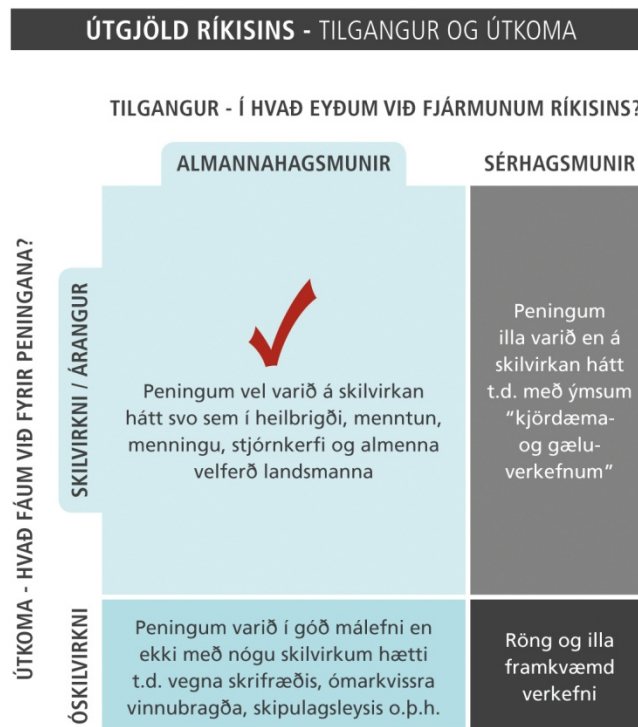 ÚTGJÖLD RÍKISINS - TILGANGUR OG ÚTKOMA
TILGANGUR - Í HVAÐ EYÐUM VIÐ FJÁRMUNUM RÍKISINS?
ALMANNAHAGSMUNIR
SÉRHAGSMUNIR
ÚTKOMA - HVAÐ FÁUM VIÐ FYRIR PENINGANA?
SKILVIRKNI / ÁRANGUR
Peningum vel varið á skilvirkan
hátt svo sem í heilbrigði, menntun,
menningu, stjórnkerfi og almenna
velferð landsmanna
Peningum
illa varið en á
skilvirkan hátt
t.d. með ýmsum
“kjördæma-
og gælu-
verkefnum”
ÓSKILVIRKNI
Peningum varið í góð málefni en
ekki með nógu skilvirkum hætti
t.d. vegna skrifræðis, ómarkvissra
vinnubragða, skipulagsleysis o.þ.h.
Röng og illa
framkvæmd
verkefni